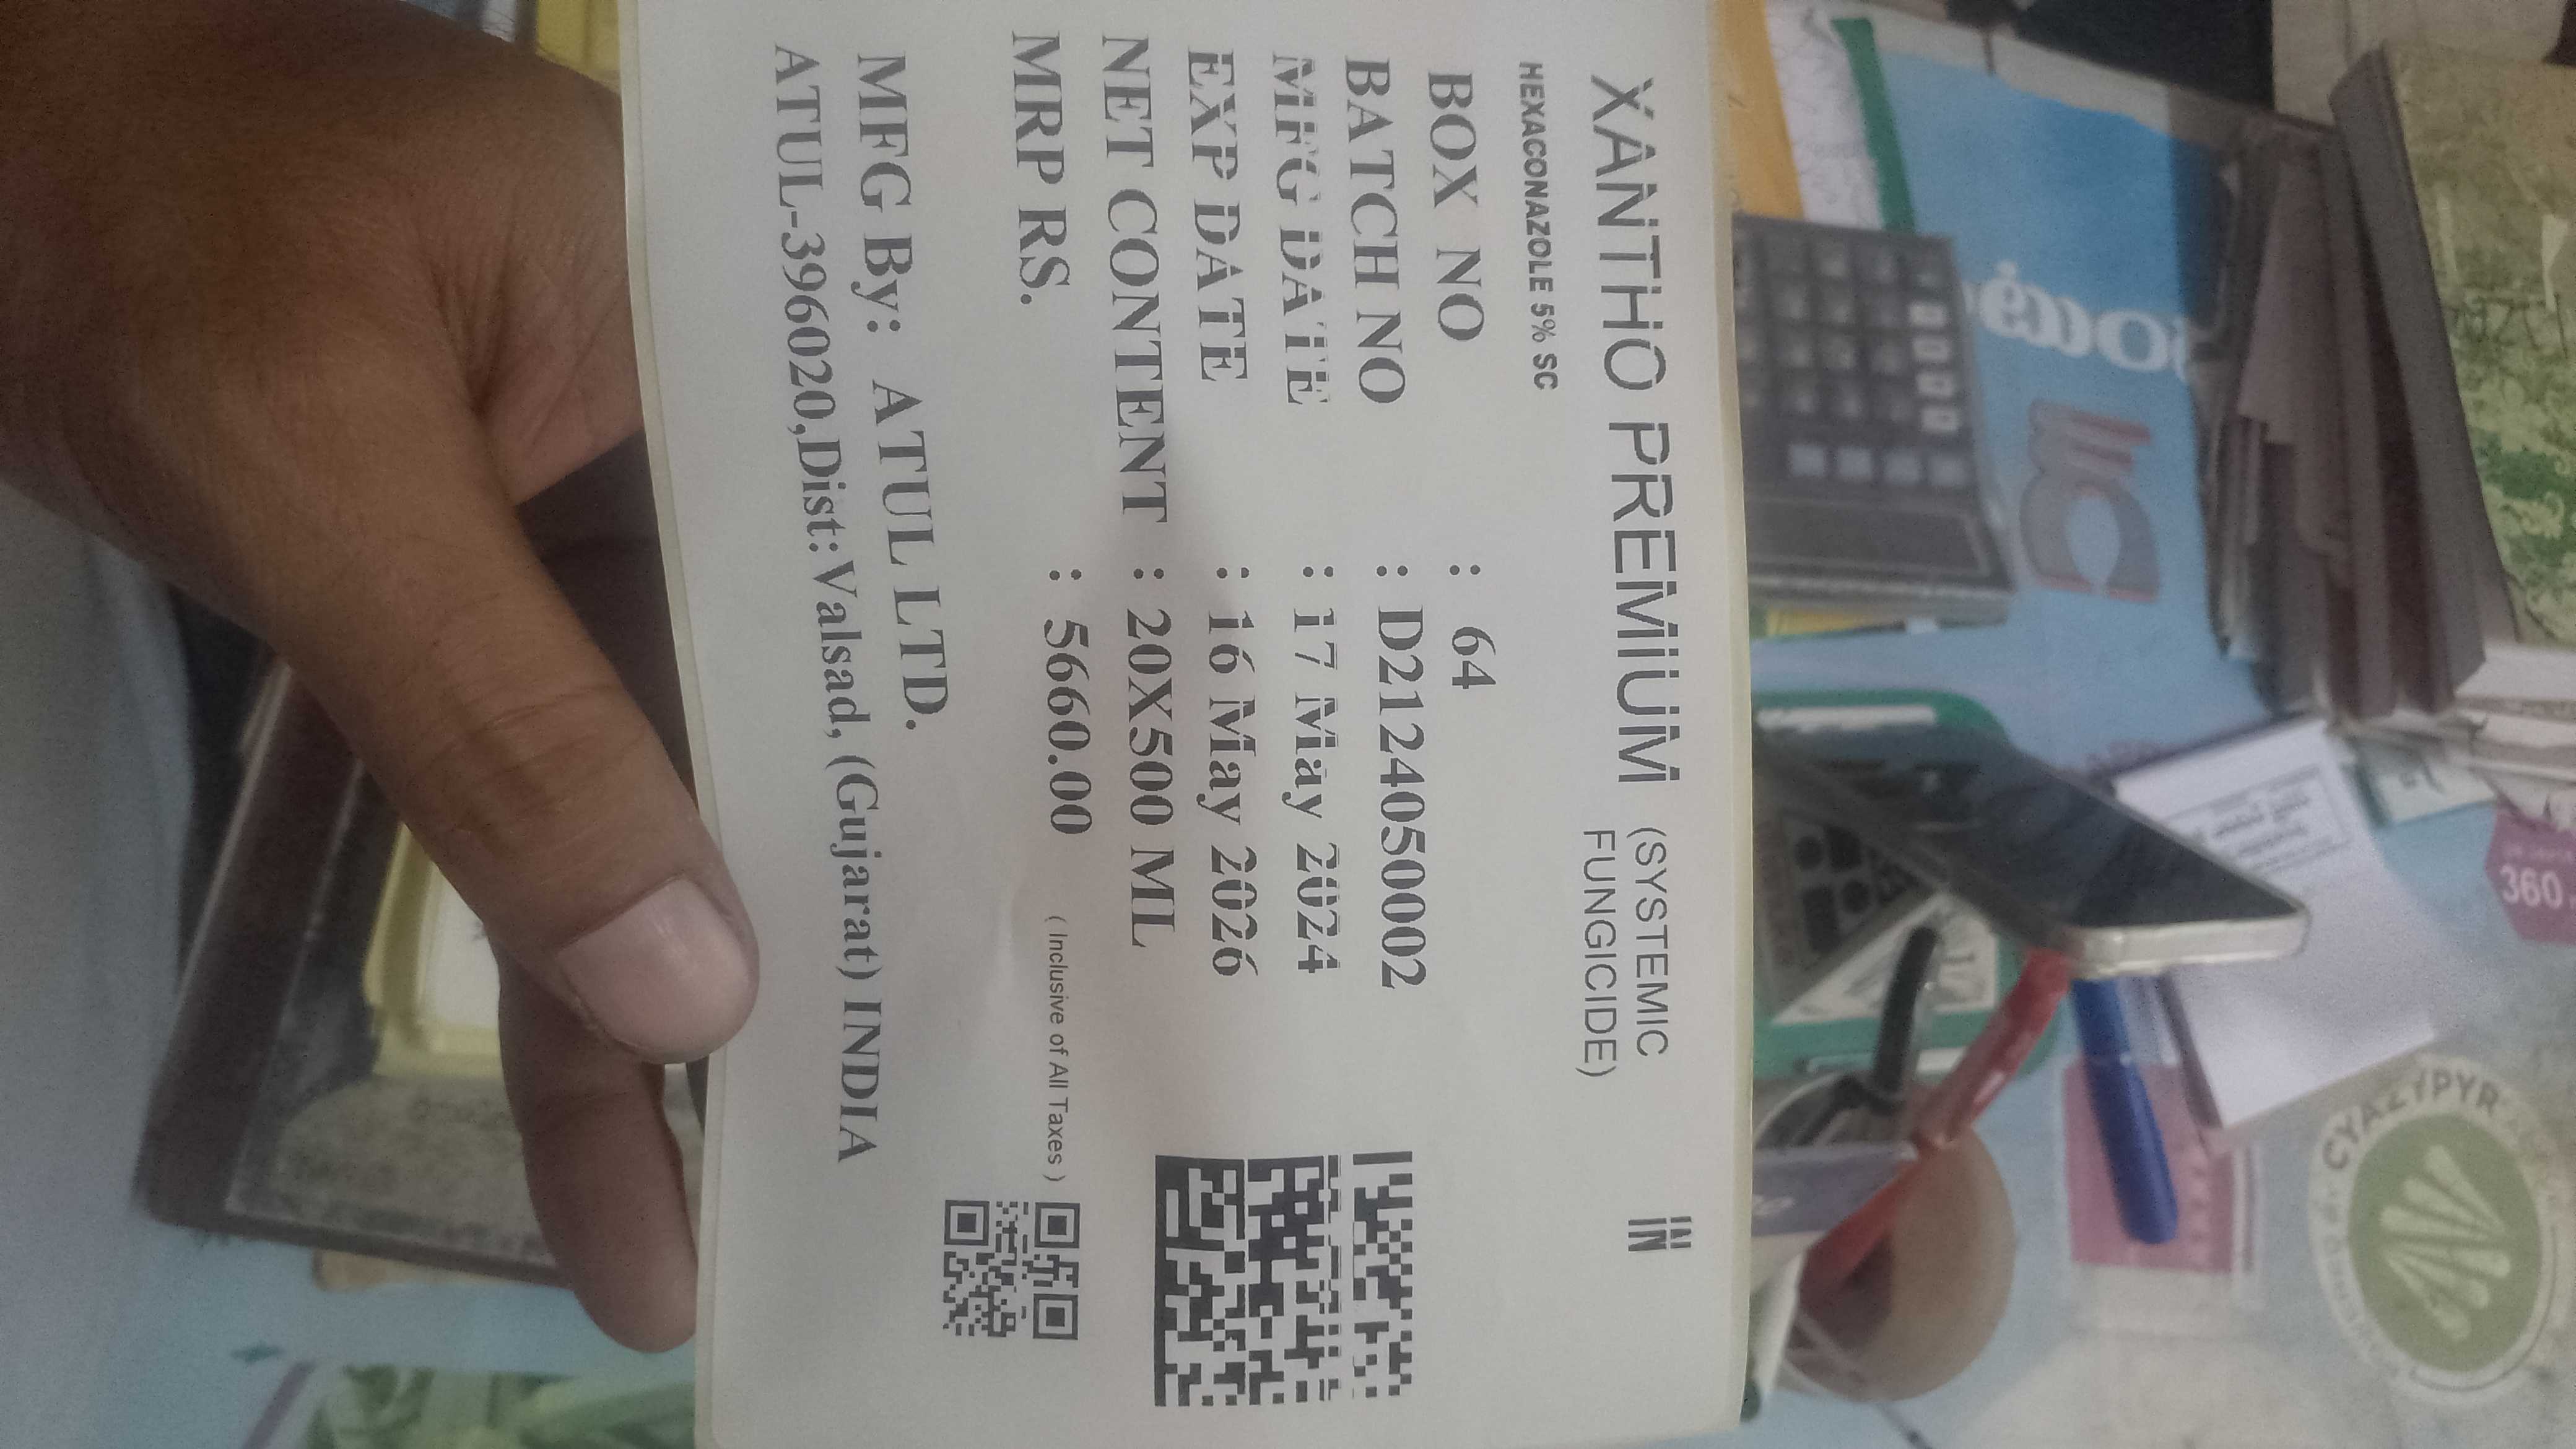 XANTHO PREMIUM (SYSTEMIC FUNGICIDE) IN
HEXACONAZOLE 5% SC
BOX NO : 64
BATCH NO : D2124050002
MFG DATE : 17 May 2024
EXP DATE : 16 May 2026
NET CONTENT : 20X500 ML
MRP RS. : 5660.00 ( Inclusive of All Taxes )
MFG By: ATUL LTD.
ATUL-396020,Dist:Valsad, (Gujarat) INDIA
360
CYAZYPYR